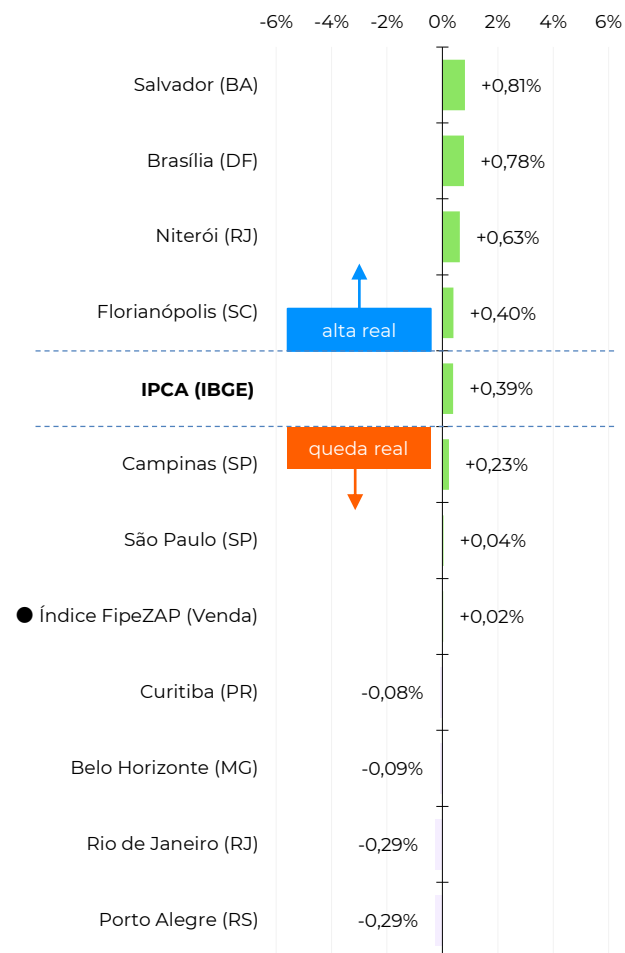 -6% -4% -2% 0% 2% 4% 6%
Salvador (BA) +0,81%
Brasília (DF) +0,78%
Niterói (RJ) +0,63%
Florianópolis (SC) +0,40%
alta real
IPCA (IBGE) +0,39%
queda real
Campinas (SP) +0,23%
São Paulo (SP) +0,04%
Índice FipeZAP (Venda) +0,02%
Curitiba (PR) -0,08%
Belo Horizonte (MG) -0,09%
Rio de Janeiro (RJ) -0,29%
Porto Alegre (RS) -0,29%